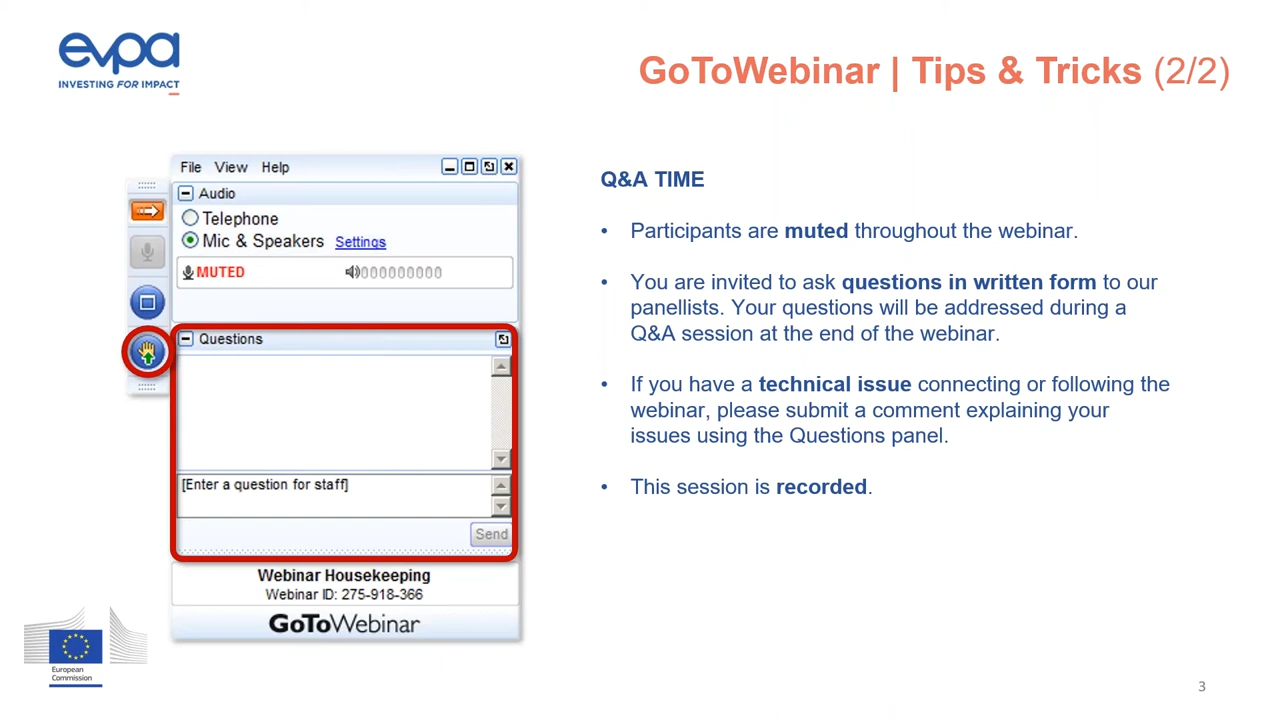 evpa
INVESTING FOR IMPACT
GoToWebinar | Tips & Tricks (2/2)
File View Help
Audio
Telephone
Mic & Speakers Settings
MUTED 000000000
Questions
[Enter a question for staff]
Send
Webinar Housekeeping
Webinar ID: 275-918-366
GoToWebinar
Q&A TIME
• Participants are muted throughout the webinar.
• You are invited to ask questions in written form to our
panellists. Your questions will be addressed during a
Q&A session at the end of the webinar.
• If you have a technical issue connecting or following the
webinar, please submit a comment explaining your
issues using the Questions panel.
• This session is recorded.
European
Commission
3